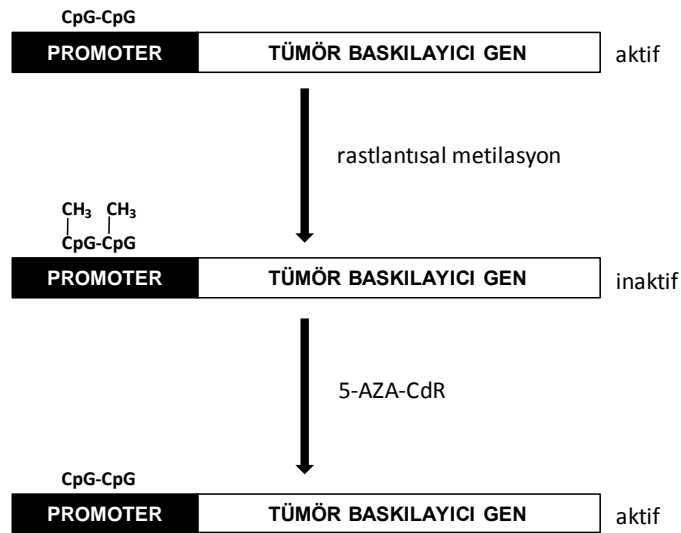 CpG-CpG
PROMOTER TÜMÖR BASKILAYICI GEN aktif
rastlantısal metilasyon
CH₃ CH₃
CpG-CpG
PROMOTER TÜMÖR BASKILAYICI GEN inaktif
5-AZA-CdR
CpG-CpG
PROMOTER TÜMÖR BASKILAYICI GEN aktif